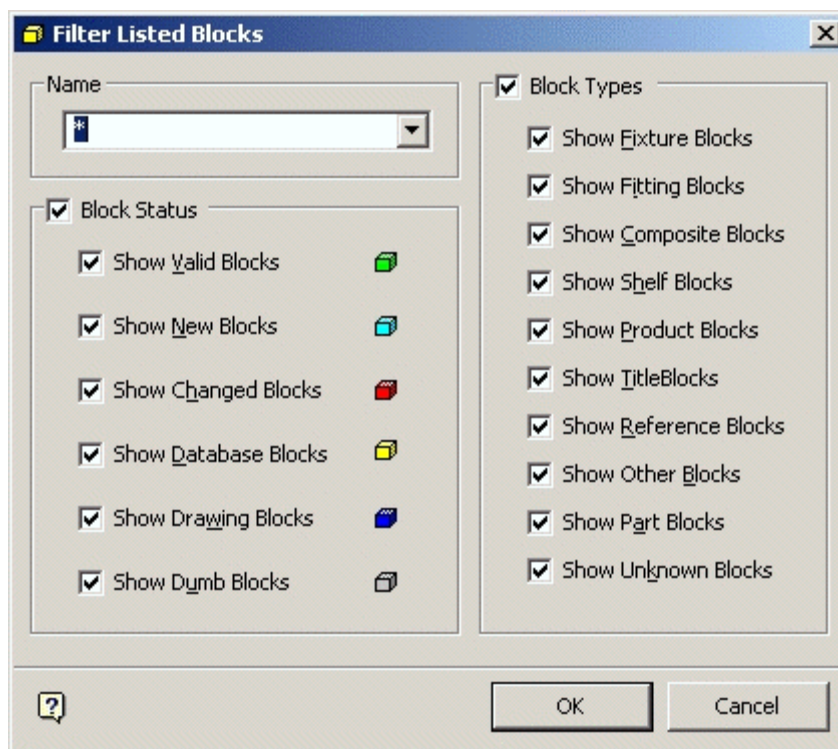 Filter Listed Blocks
Name
*
Block Status
Show Valid Blocks
Show New Blocks
Show Changed Blocks
Show Database Blocks
Show Drawing Blocks
Show Dumb Blocks
Block Types
Show Fixture Blocks
Show Fitting Blocks
Show Composite Blocks
Show Shelf Blocks
Show Product Blocks
Show TitleBlocks
Show Reference Blocks
Show Other Blocks
Show Part Blocks
Show Unknown Blocks
?
OK
Cancel